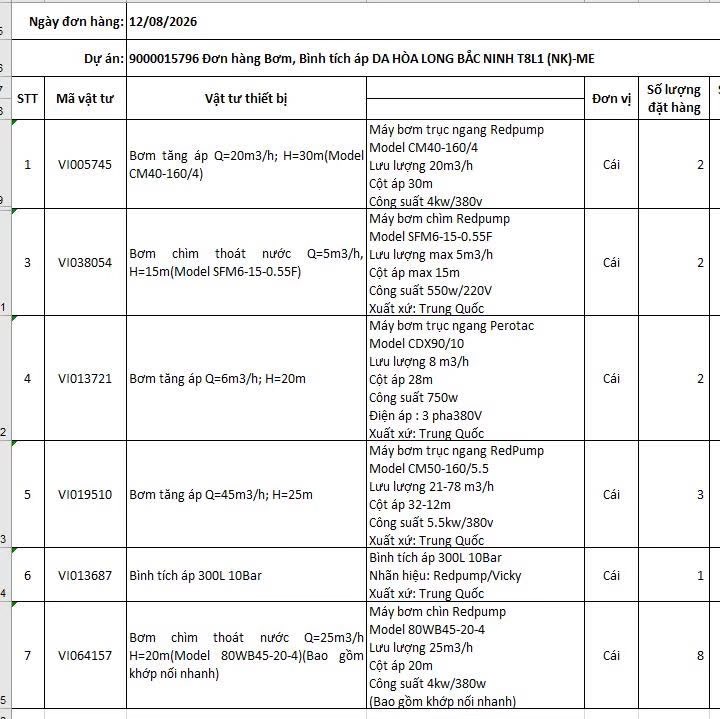 Ngày đơn hàng: 12/08/2026
Dự án: 9000015796 Đơn hàng Bơm, Bình tích áp DA HÒA LONG BẮC NINH T8L1 (NK)-ME
STT Mã vật tư Vật tư thiết bị Đơn vị Số lượng
đặt hàng
1 VI005745 Bơm tăng áp Q=20m3/h; H=30m(Model
CM40-160/4)
Máy bơm trục ngang Redpump
Model CM40-160/4
Lưu lượng 20m3/h
Cột áp 30m
Công suất 4kw/380v
Cái 2
3 VI038054 Bơm chìm thoát nước Q=5m3/h,
H=15m(Model SFM6-15-0.55F)
Máy bơm chìm Redpump
Model SFM6-15-0.55F
Lưu lượng max 5m3/h
Cột áp max 15m
Công suất 550w/220V
Xuất xứ: Trung Quốc
Cái 2
4 VI013721 Bơm tăng áp Q=6m3/h; H=20m
Máy bơm trục ngang Perotac
Model CDX90/10
Lưu lượng 8 m3/h
Cột áp 28m
Công suất 750w
Điện áp : 3 pha380V
Xuất xứ: Trung Quốc
Cái 2
5 VI019510 Bơm tăng áp Q=45m3/h; H=25m
Máy bơm trục ngang RedPump
Model CM50-160/5.5
Lưu lượng 21-78 m3/h
Cột áp 32-12m
Công suất 5.5kw/380v
Xuất xứ: Trung Quốc
Cái 3
6 VI013687 Bình tích áp 300L 10Bar
Bình tích áp 300L 10Bar
Nhãn hiệu: Redpump/Vicky
Xuất xứ: Trung Quốc
Cái 1
7 VI064157 Bơm chìm thoát nước Q=25m3/h
H=20m(Model 80WB45-20-4)(Bao gồm
khớp nối nhanh)
Máy bơm chìn Redpump
Model 80WB45-20-4
Lưu lượng 25m3/h
Cột áp 20m
Công suất 4kw/380w
(Bao gồm khớp nối nhanh)
Cái 8